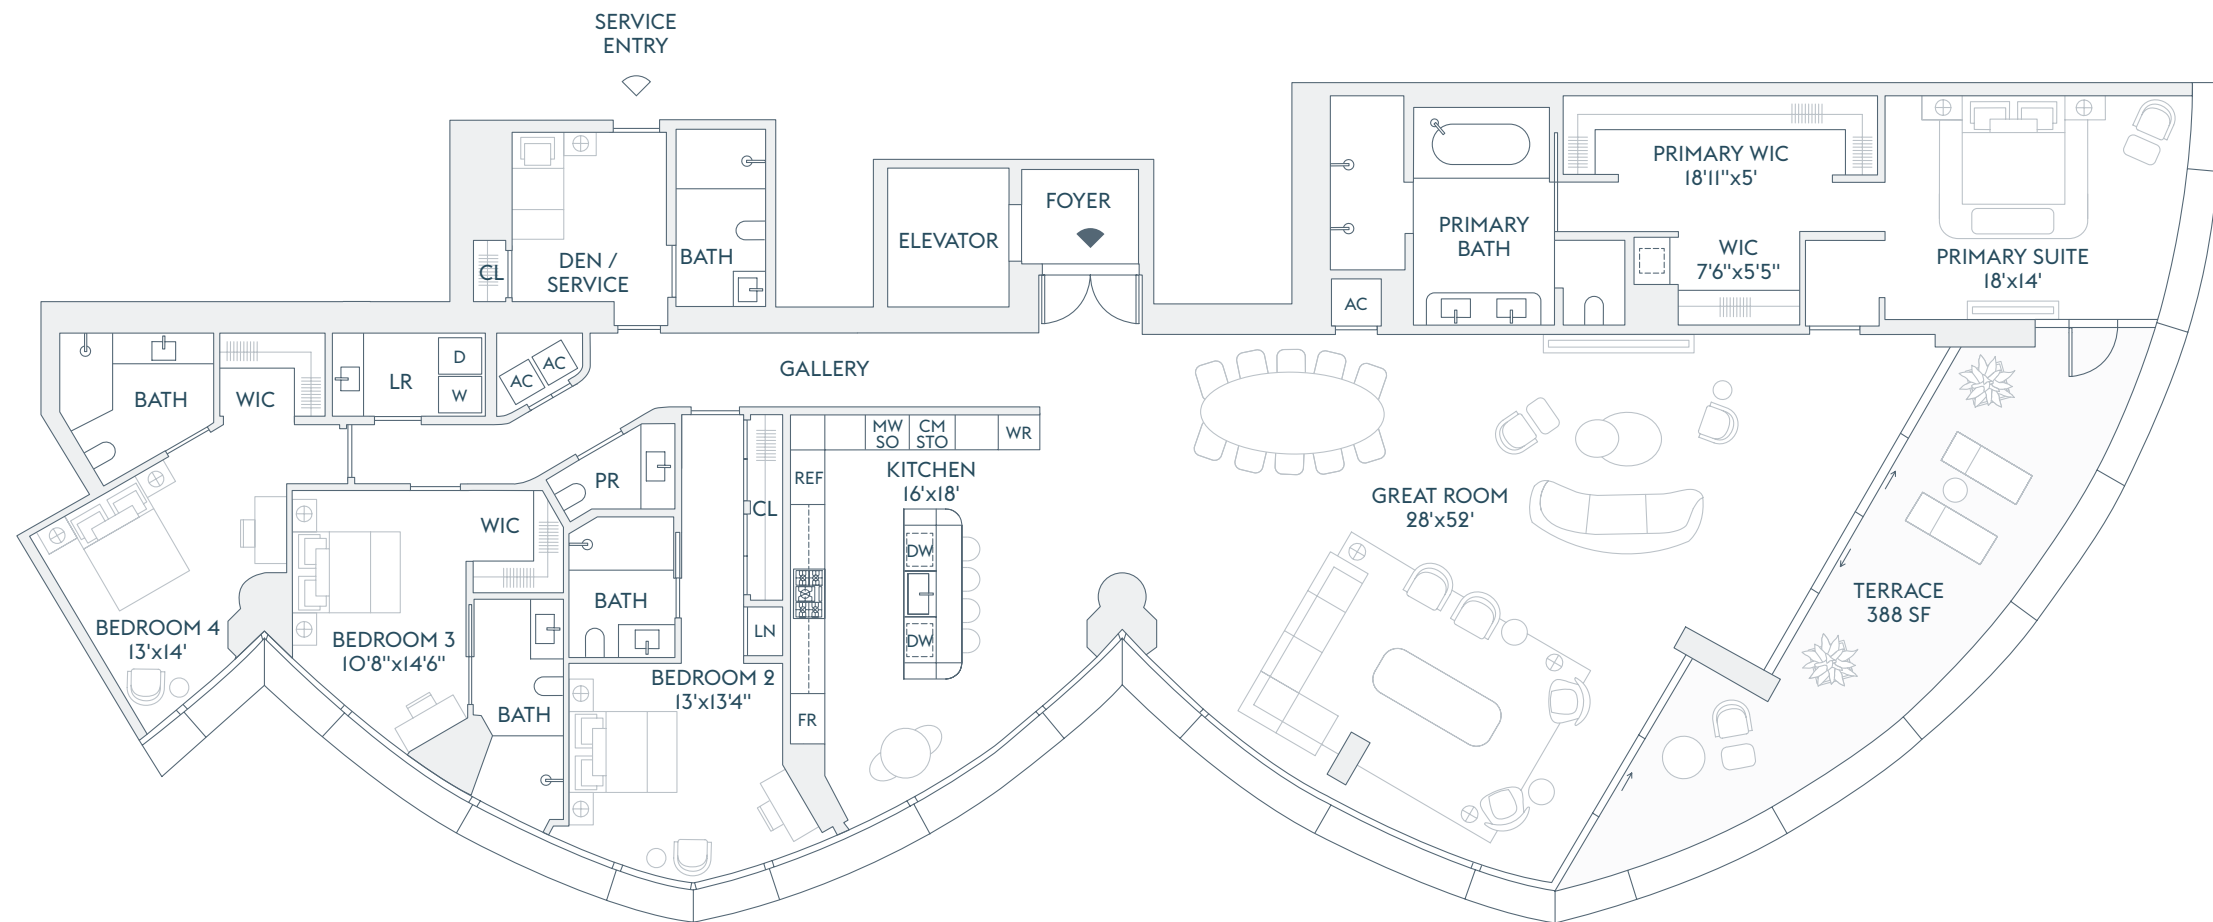 SERVICE
ENTRY
DEN /
SERVICE
CL
BATH
ELEVATOR
FOYER
PRIMARY
BATH
AC
PRIMARY WIC
18'11"x5'
WIC
7'6"x5'5"
PRIMARY SUITE
18'x14'
BATH
WIC
LR
D
W
AC
AC
GALLERY
MW
SO
CM
STO
WR
REF
KITCHEN
16'x18'
DW
DW
FR
PR
CL
LN
WIC
BATH
BATH
BEDROOM 4
13'x14'
BEDROOM 3
10'8"x14'6"
BEDROOM 2
13'x13'4"
GREAT ROOM
28'x52'
TERRACE
388 SF